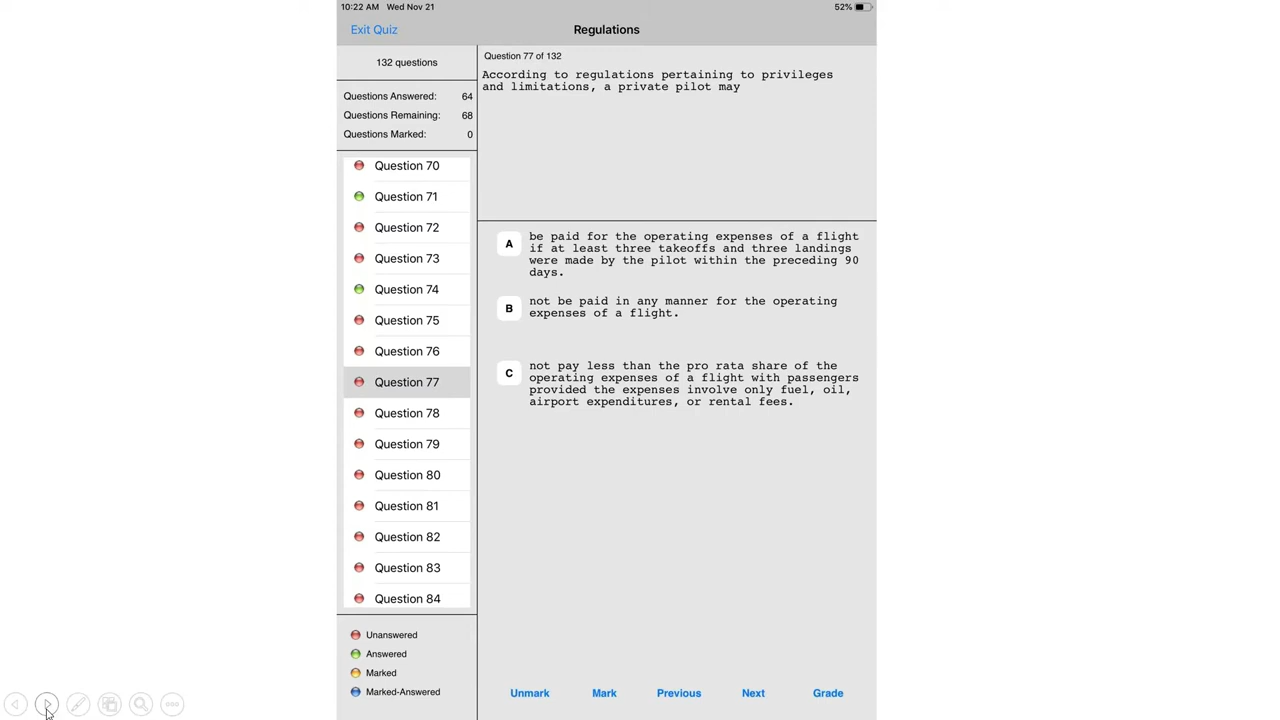 10:22 AM Wed Nov 21
52%
Exit Quiz
Regulations
132 questions
Questions Answered: 64
Questions Remaining: 68
Questions Marked: 0
Question 70
Question 71
Question 72
Question 73
Question 74
Question 75
Question 76
Question 77
Question 78
Question 79
Question 80
Question 81
Question 82
Question 83
Question 84
Unanswered
Answered
Marked
Marked-Answered
Question 77 of 132
According to regulations pertaining to privileges
and limitations, a private pilot may
A
be paid for the operating expenses of a flight
if at least three takeoffs and three landings
were made by the pilot within the preceding 90
days.
B
not be paid in any manner for the operating
expenses of a flight.
C
not pay less than the pro rata share of the
operating expenses of a flight with passengers
provided the expenses involve only fuel, oil,
airport expenditures, or rental fees.
Unmark
Mark
Previous
Next
Grade